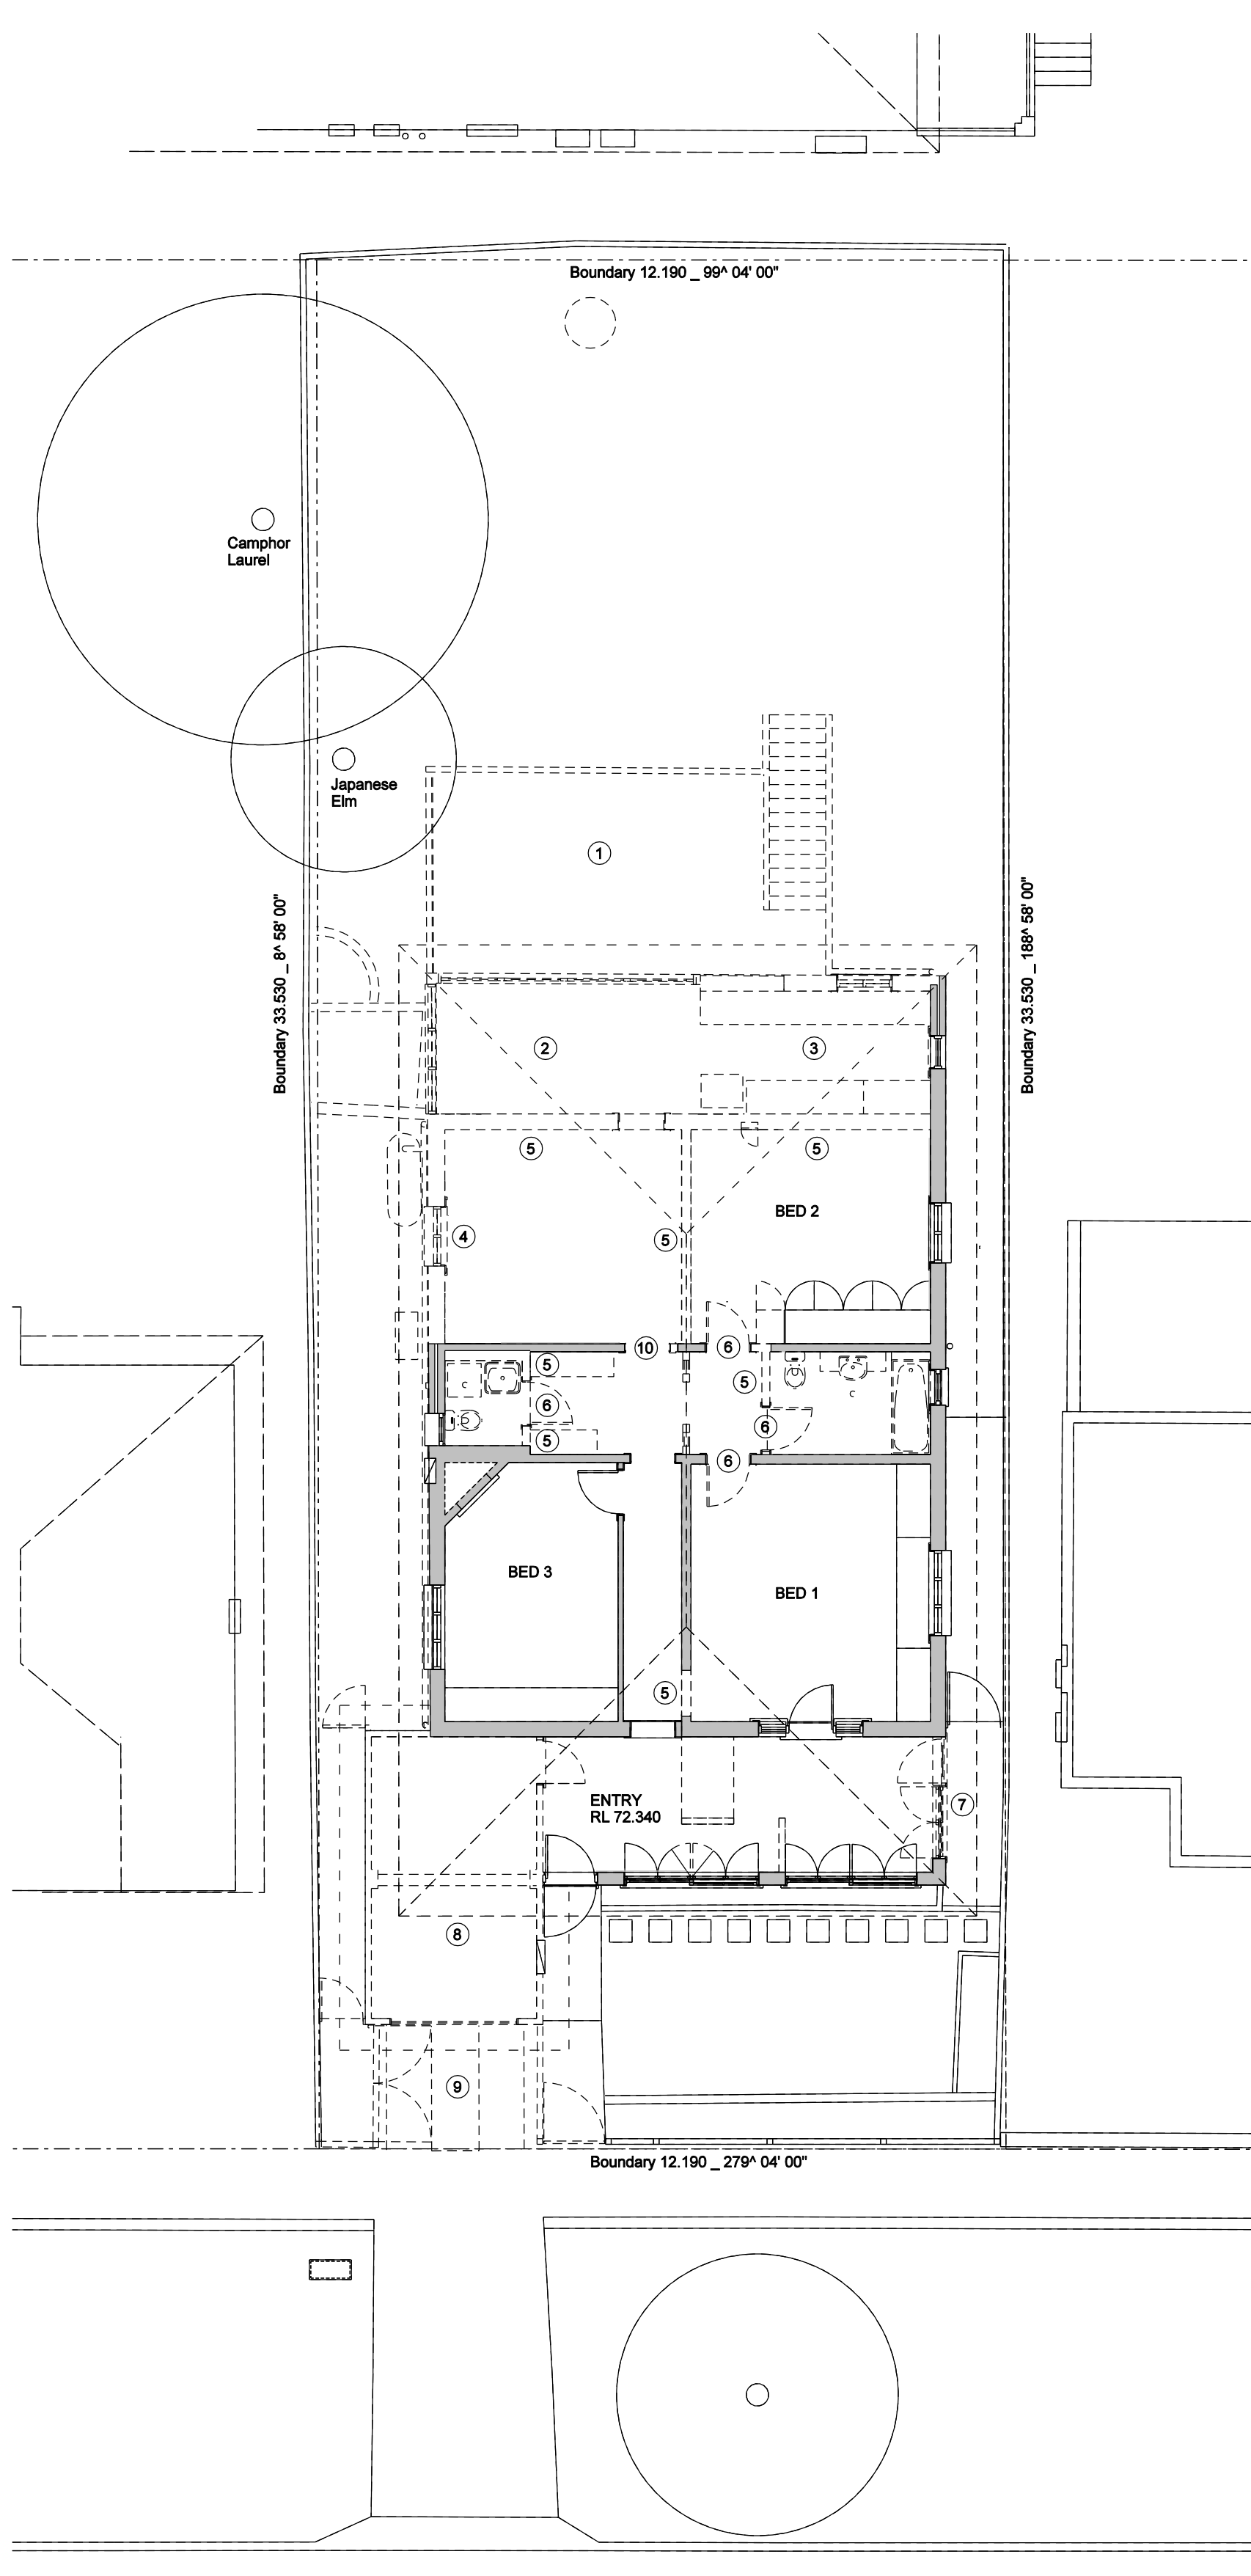 Boundary 12.190 _ 99^ 04' 00"
Camphor
Laurel
Japanese
Elm
1
Boundary 33.530 _ 8^ 58' 00"
Boundary 33.530 _ 188^ 58' 00"
2
3
5
5
BED 2
4
5
10
6
5
5
6
6
5
6
BED 3
BED 1
5
ENTRY
RL 72.340
7
8
9
Boundary 12.190 _ 279^ 04' 00"